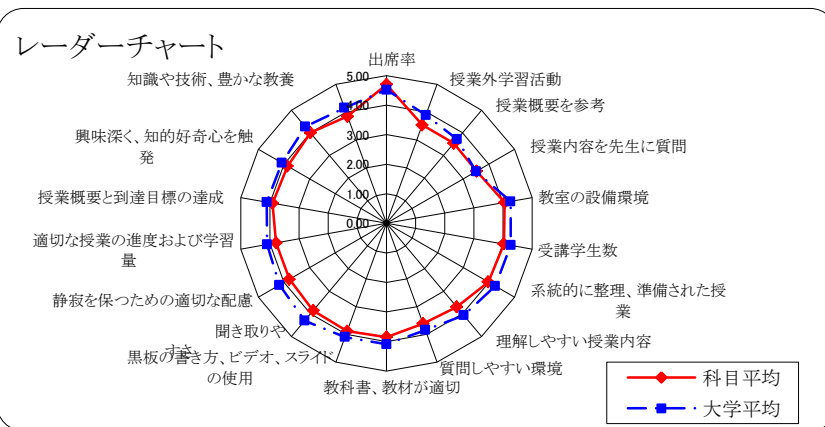 レーダーチャート
出席率
知識や技術、豊かな教養
授業外学習活動
授業概要を参考
興味深く、知的好奇心を触
発
授業内容を先生に質問
授業概要と到達目標の達成
教室の設備環境
適切な授業の進度および学習
量
受講学生数
静寂を保つための適切な配慮
系統的に整理、準備された授
業
聞き取りや
すさ
理解しやすい授業内容
黒板の書き方、ビデオ、スライド
の使用
質問しやすい環境
教科書、教材が適切
5.00
4.00
3.00
2.00
1.00
0.00
科目平均
大学平均